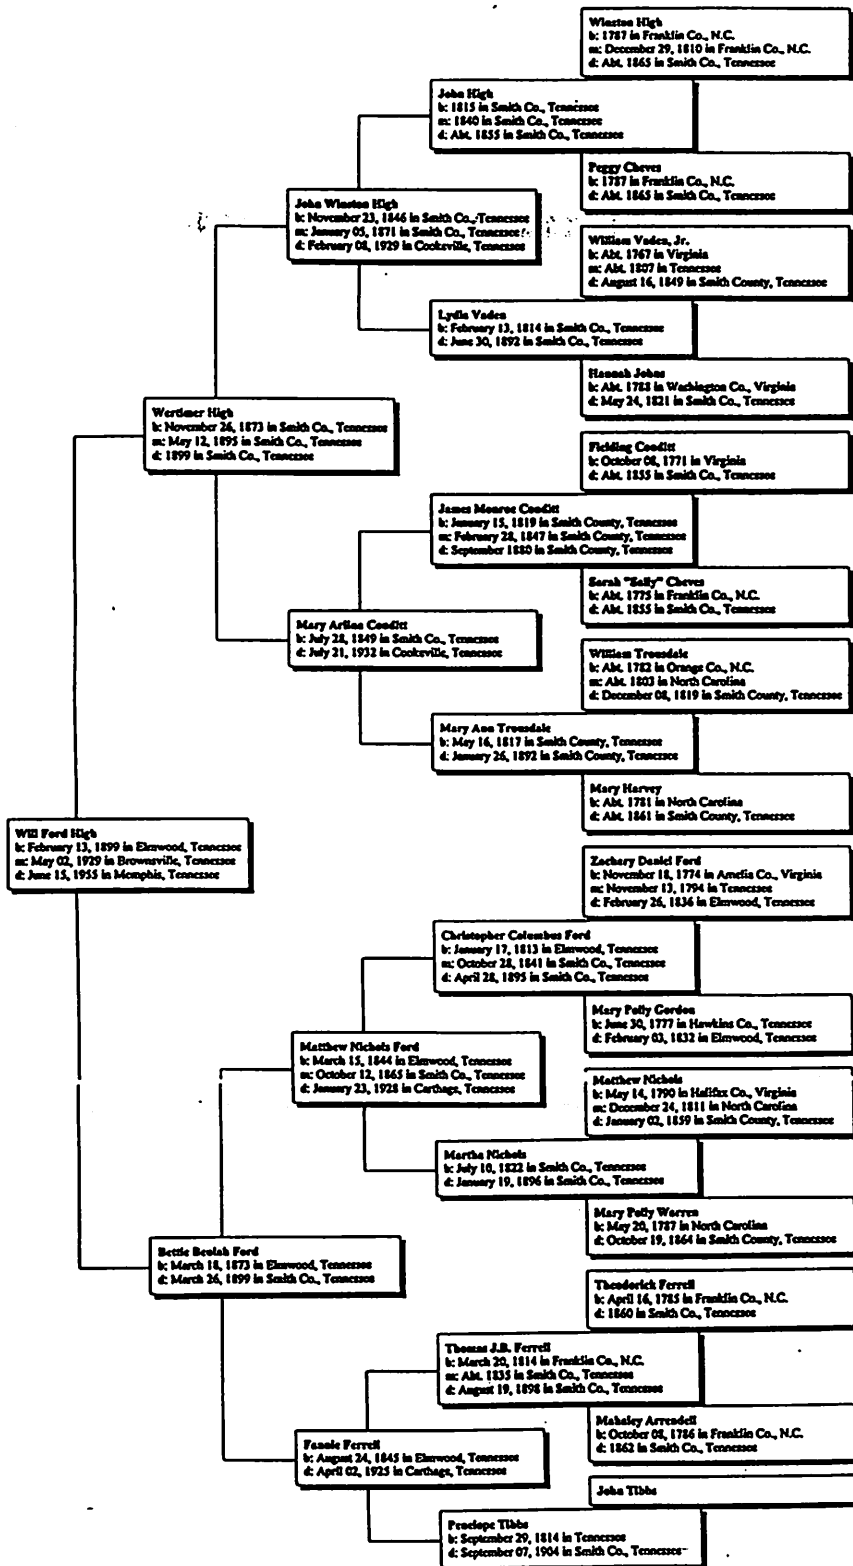 Winston High
b: 1787 in Franklin Co., N.C.
m: December 29, 1810 in Franklin Co., N.C.
d: Abt. 1865 in Smith Co., Tennessee
John High
b: 1815 in Smith Co., Tennessee
m: 1840 in Smith Co., Tennessee
d: Abt. 1855 in Smith Co., Tennessee
Peggy Cheves
b: 1787 in Franklin Co., N.C.
d: Abt. 1865 in Smith Co., Tennessee
John Winston High
b: November 23, 1846 in Smith Co., Tennessee
m: January 05, 1871 in Smith Co., Tennessee
d: February 08, 1929 in Cookeville, Tennessee
William Vaden, Jr.
b: Abt. 1767 in Virginia
m: Abt. 1807 in Tennessee
d: August 16, 1849 in Smith County, Tennessee
Lydia Vaden
b: February 13, 1814 in Smith Co., Tennessee
d: June 30, 1892 in Smith Co., Tennessee
Hannah Johns
b: Abt. 1788 in Washington Co., Virginia
d: May 24, 1821 in Smith Co., Tennessee
Wertimer High
b: November 26, 1873 in Smith Co., Tennessee
m: May 12, 1895 in Smith Co., Tennessee
d: 1899 in Smith Co., Tennessee
Fielding Conditt
b: October 08, 1771 in Virginia
d: Abt. 1855 in Smith Co., Tennessee
James Monroe Conditt
b: January 15, 1819 in Smith County, Tennessee
m: February 28, 1847 in Smith County, Tennessee
d: September 1880 in Smith County, Tennessee
Sarah "Sally" Cheves
b: Abt. 1775 in Franklin Co., N.C.
d: Abt. 1855 in Smith Co., Tennessee
Mary Arlina Conditt
b: July 28, 1849 in Smith Co., Tennessee
d: July 21, 1932 in Cookeville, Tennessee
William Trousdale
b: Abt. 1782 in Orange Co., N.C.
m: Abt. 1803 in North Carolina
d: December 08, 1819 in Smith County, Tennessee
Mary Ann Trousdale
b: May 16, 1817 in Smith County, Tennessee
d: January 26, 1892 in Smith County, Tennessee
Mary Harvey
b: Abt. 1781 in North Carolina
d: Abt. 1861 in Smith County, Tennessee
Will Ford High
b: February 13, 1899 in Elmwood, Tennessee
m: May 02, 1929 in Brownsville, Tennessee
d: June 15, 1955 in Memphis, Tennessee
Zachary Daniel Ford
b: November 18, 1774 in Amelia Co., Virginia
m: November 13, 1794 in Tennessee
d: February 26, 1836 in Elmwood, Tennessee
Christopher Columbus Ford
b: January 17, 1813 in Elmwood, Tennessee
m: October 28, 1841 in Smith Co., Tennessee
d: April 28, 1895 in Smith Co., Tennessee
Mary Polly Gordon
b: June 30, 1777 in Hawkins Co., Tennessee
d: February 03, 1832 in Elmwood, Tennessee
Matthew Nichols Ford
b: March 15, 1844 in Elmwood, Tennessee
m: October 12, 1865 in Smith Co., Tennessee
d: January 23, 1928 in Carthage, Tennessee
Matthew Nichols
b: May 14, 1790 in Halifax Co., Virginia
m: December 24, 1811 in North Carolina
d: January 02, 1859 in Smith County, Tennessee
Martha Nichols
b: July 10, 1822 in Smith Co., Tennessee
d: January 19, 1896 in Smith Co., Tennessee
Mary Polly Warren
b: May 20, 1787 in North Carolina
d: October 19, 1864 in Smith County, Tennessee
Bettie Beulah Ford
b: March 18, 1873 in Elmwood, Tennessee
d: March 26, 1899 in Smith Co., Tennessee
Theoderick Ferrell
b: April 16, 1785 in Franklin Co., N.C.
d: 1860 in Smith Co., Tennessee
Thomas J.B. Ferrell
b: March 20, 1814 in Franklin Co., N.C.
m: Abt. 1835 in Smith Co., Tennessee
d: August 19, 1898 in Smith Co., Tennessee
Mahaley Arrendell
b: October 08, 1786 in Franklin Co., N.C.
d: 1862 in Smith Co., Tennessee
Fannie Ferrell
b: August 24, 1845 in Elmwood, Tennessee
d: April 02, 1925 in Carthage, Tennessee
John Tibbs
Penelope Tibbs
b: September 29, 1814 in Tennessee
d: September 07, 1904 in Smith Co., Tennessee